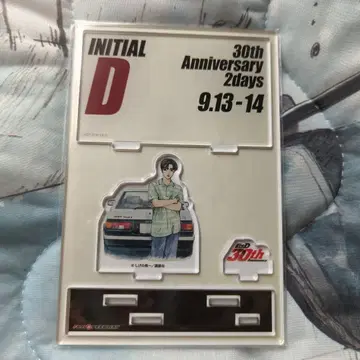 INITIAL
D
30th
Anniversary
2days
9.13-14
30th